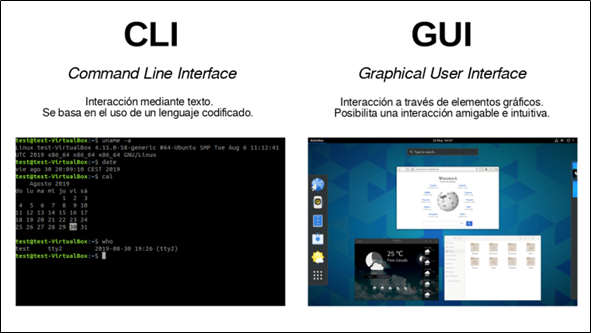 CLI
Command Line Interface
Interacción mediante texto.
Se basa en el uso de un lenguaje codificado.
test@test-VirtualBox:~$ uname -a
Linux test-VirtualBox 4.15.0-38-generic #64-Ubuntu SMP Tue Aug 6 11:12:41
UTC 2019 x86_64 x86_64 x86_64 GNU/Linux
test@test-VirtualBox:~$ date
vie ago 30 20:09:10 CEST 2019
test@test-VirtualBox:~$ cal
Agosto 2019
do lu ma mi ju vi sá
1 2 3
4 5 6 7 8 9 10
11 12 13 14 15 16 17
18 19 20 21 22 23 24
25 26 27 28 29 30 31
test@test-VirtualBox:~$ who
test tty2 2019-08-30 19:26 (tty2)
test@test-VirtualBox:~$
GUI
Graphical User Interface
Interacción a través de elementos gráficos.
Posibilita una interacción amigable e intuitiva.
Type to search...
WIKIPEDIA
25 °C
Few clouds